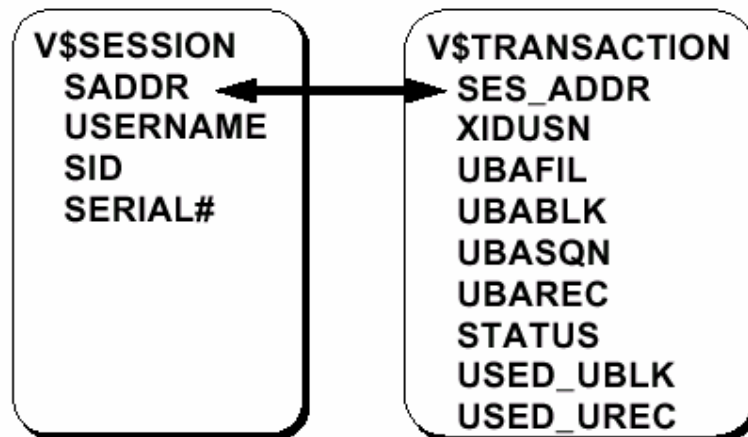 V$SESSION
SADDR
USERNAME
SID
SERIAL#
V$TRANSACTION
SES_ADDR
XIDUSN
UBAFIL
UBABLK
UBASQN
UBAREC
STATUS
USED_UBLK
USED_UREC